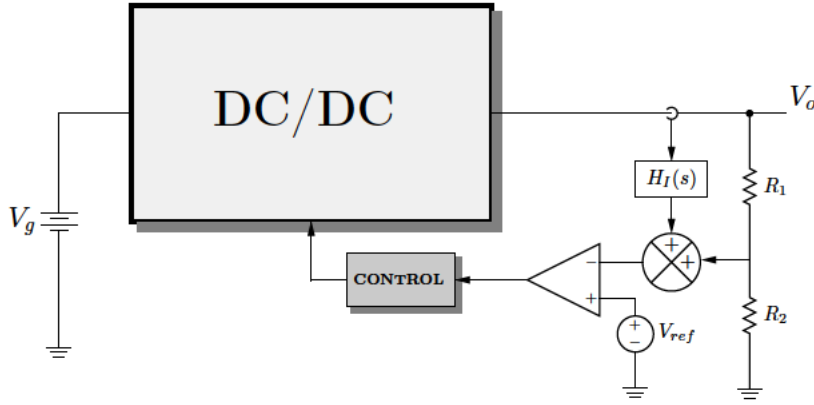 DC/DC
V_o
H_I(s)
R_1
V_g
+
+
CONTROL
−
+
+
−
V_ref
R_2